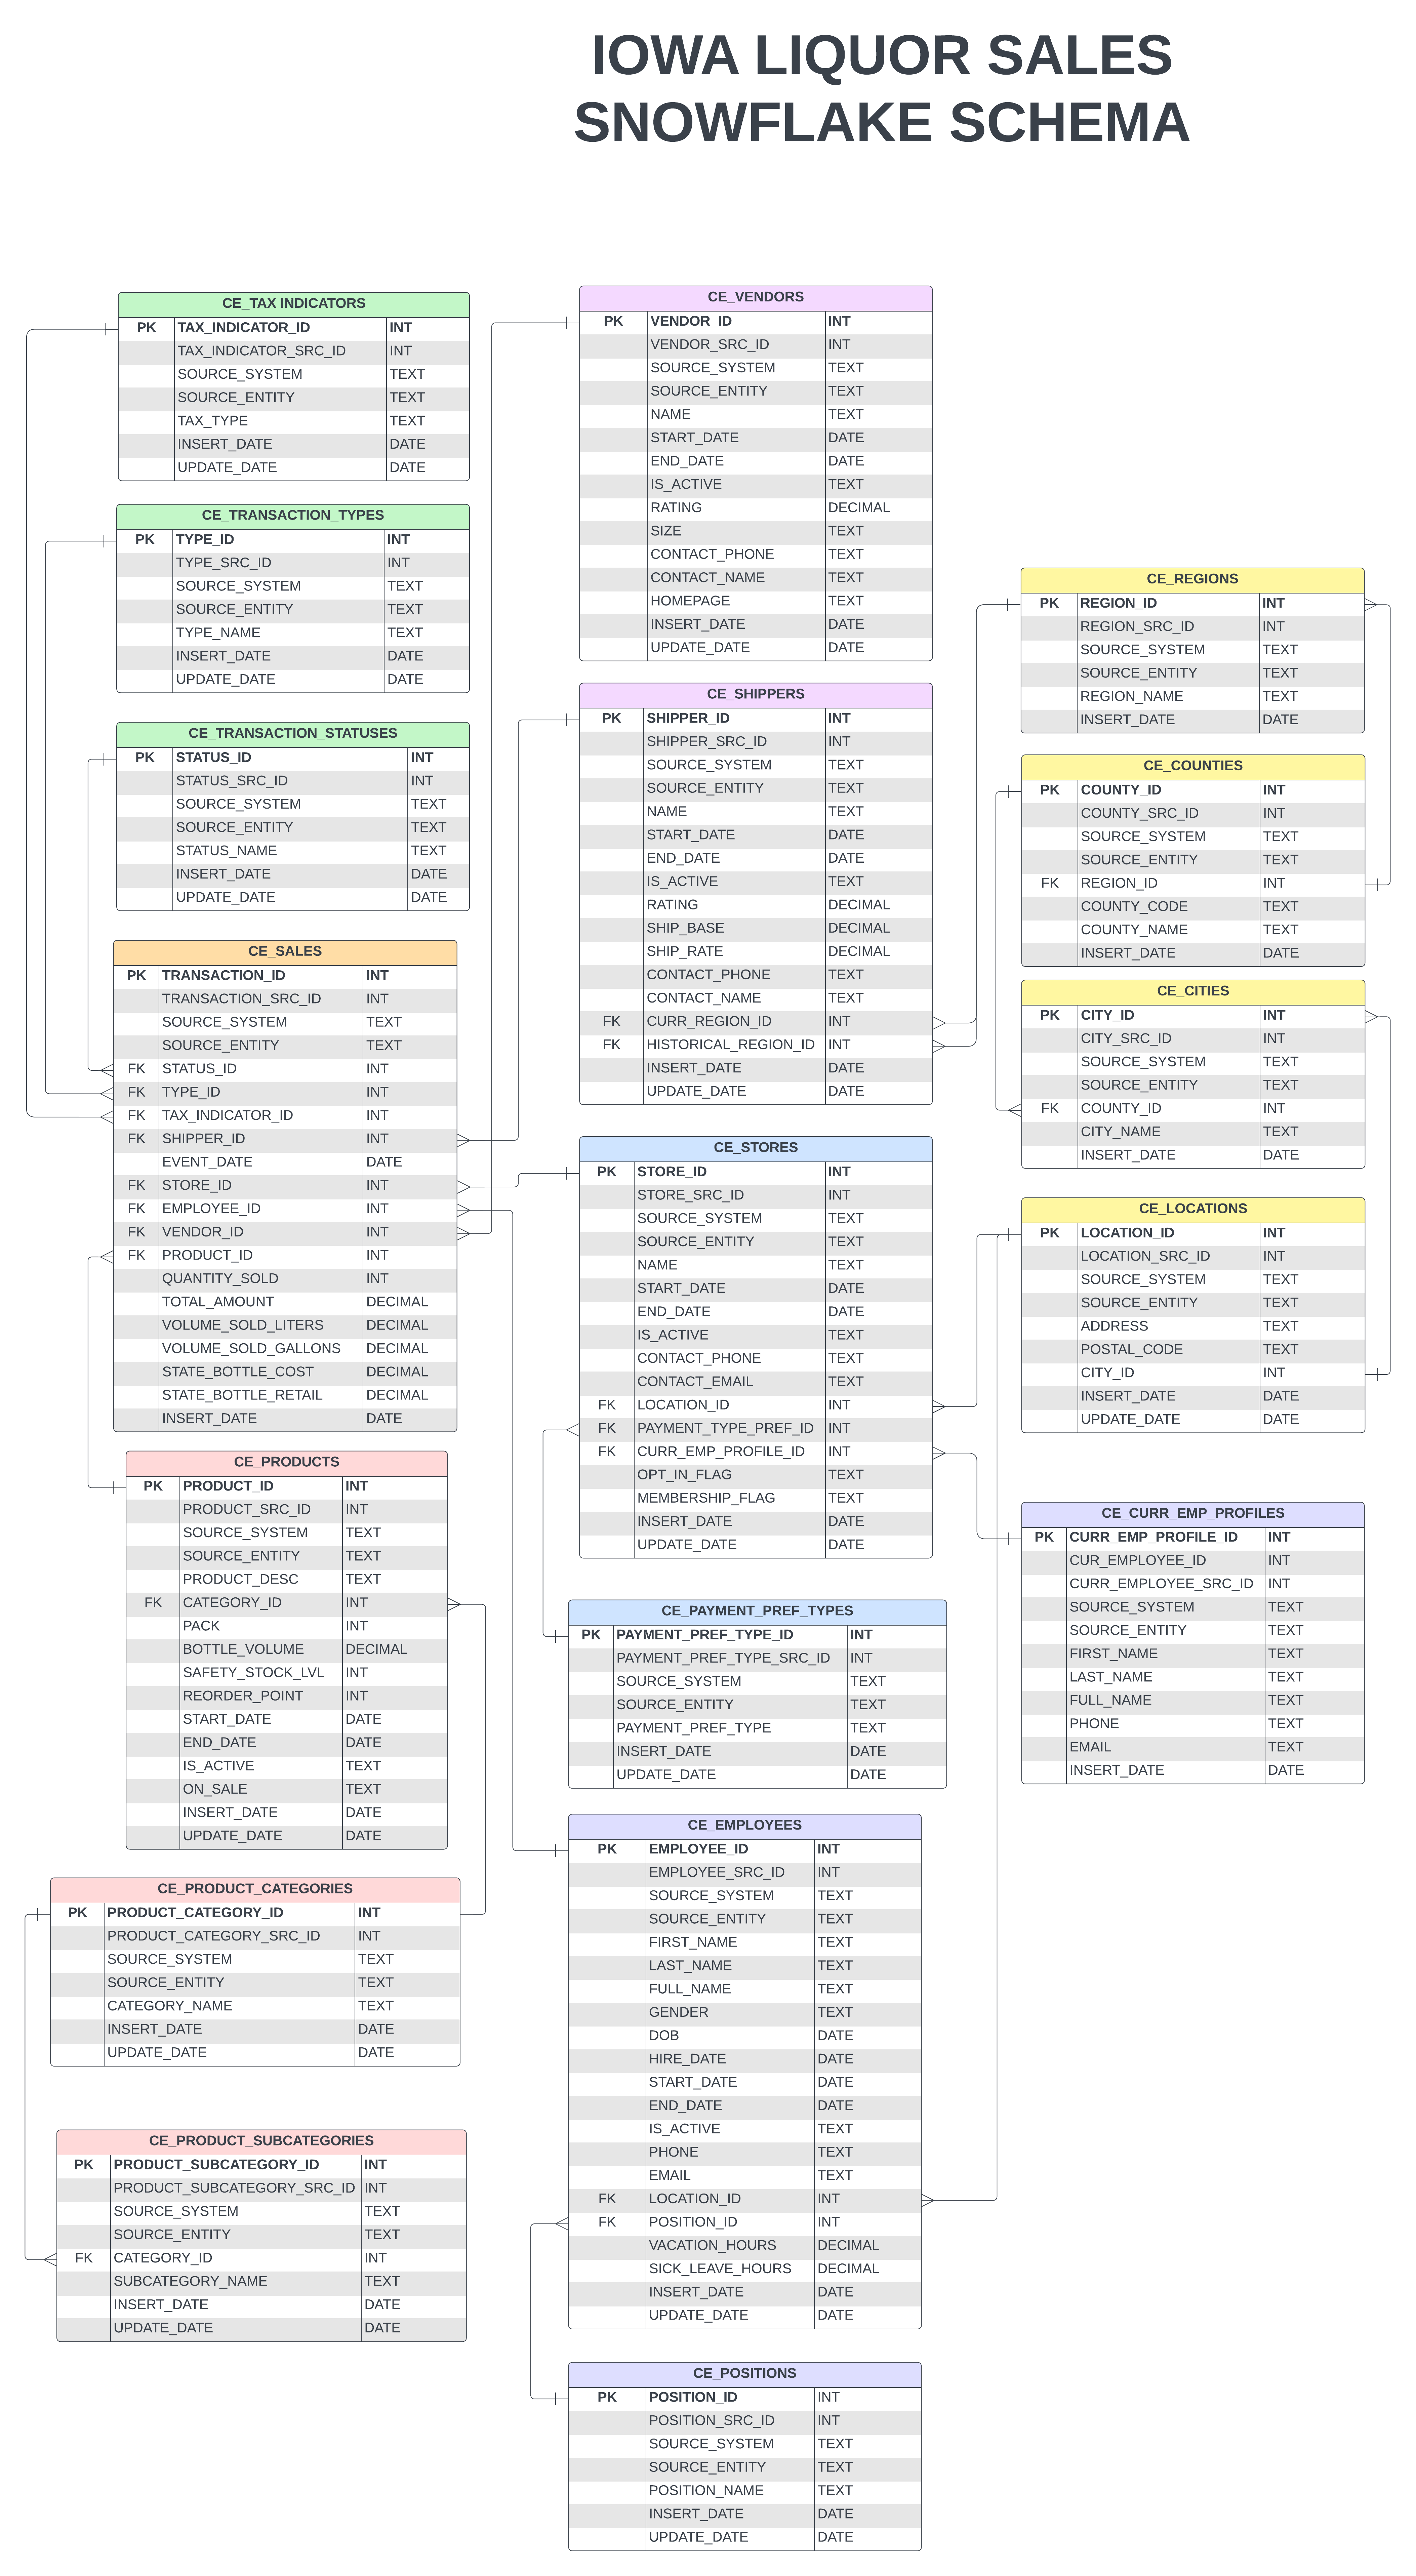 IOWA LIQUOR SALES
SNOWFLAKE SCHEMA
CE_TAX INDICATORS
PK TAX_INDICATOR_ID INT
TAX_INDICATOR_SRC_ID INT
SOURCE_SYSTEM TEXT
SOURCE_ENTITY TEXT
TAX_TYPE TEXT
INSERT_DATE DATE
UPDATE_DATE DATE
CE_TRANSACTION_TYPES
PK TYPE_ID INT
TYPE_SRC_ID INT
SOURCE_SYSTEM TEXT
SOURCE_ENTITY TEXT
TYPE_NAME TEXT
INSERT_DATE DATE
UPDATE_DATE DATE
CE_TRANSACTION_STATUSES
PK STATUS_ID INT
STATUS_SRC_ID INT
SOURCE_SYSTEM TEXT
SOURCE_ENTITY TEXT
STATUS_NAME TEXT
INSERT_DATE DATE
UPDATE_DATE DATE
CE_SALES
PK TRANSACTION_ID INT
TRANSACTION_SRC_ID INT
SOURCE_SYSTEM TEXT
SOURCE_ENTITY TEXT
FK STATUS_ID INT
FK TYPE_ID INT
FK TAX_INDICATOR_ID INT
FK SHIPPER_ID INT
EVENT_DATE DATE
FK STORE_ID INT
FK EMPLOYEE_ID INT
FK VENDOR_ID INT
FK PRODUCT_ID INT
QUANTITY_SOLD INT
TOTAL_AMOUNT DECIMAL
VOLUME_SOLD_LITERS DECIMAL
VOLUME_SOLD_GALLONS DECIMAL
STATE_BOTTLE_COST DECIMAL
STATE_BOTTLE_RETAIL DECIMAL
INSERT_DATE DATE
CE_PRODUCTS
PK PRODUCT_ID INT
PRODUCT_SRC_ID INT
SOURCE_SYSTEM TEXT
SOURCE_ENTITY TEXT
PRODUCT_DESC TEXT
FK CATEGORY_ID INT
PACK INT
BOTTLE_VOLUME DECIMAL
SAFETY_STOCK_LVL INT
REORDER_POINT INT
START_DATE DATE
END_DATE DATE
IS_ACTIVE TEXT
ON_SALE TEXT
INSERT_DATE DATE
UPDATE_DATE DATE
CE_PRODUCT_CATEGORIES
PK PRODUCT_CATEGORY_ID INT
PRODUCT_CATEGORY_SRC_ID INT
SOURCE_SYSTEM TEXT
SOURCE_ENTITY TEXT
CATEGORY_NAME TEXT
INSERT_DATE DATE
UPDATE_DATE DATE
CE_PRODUCT_SUBCATEGORIES
PK PRODUCT_SUBCATEGORY_ID INT
PRODUCT_SUBCATEGORY_SRC_ID INT
SOURCE_SYSTEM TEXT
SOURCE_ENTITY TEXT
FK CATEGORY_ID INT
SUBCATEGORY_NAME TEXT
INSERT_DATE DATE
UPDATE_DATE DATE
CE_VENDORS
PK VENDOR_ID INT
VENDOR_SRC_ID INT
SOURCE_SYSTEM TEXT
SOURCE_ENTITY TEXT
NAME TEXT
START_DATE DATE
END_DATE DATE
IS_ACTIVE TEXT
RATING DECIMAL
SIZE TEXT
CONTACT_PHONE TEXT
CONTACT_NAME TEXT
HOMEPAGE TEXT
INSERT_DATE DATE
UPDATE_DATE DATE
CE_SHIPPERS
PK SHIPPER_ID INT
SHIPPER_SRC_ID INT
SOURCE_SYSTEM TEXT
SOURCE_ENTITY TEXT
NAME TEXT
START_DATE DATE
END_DATE DATE
IS_ACTIVE TEXT
RATING DECIMAL
SHIP_BASE DECIMAL
SHIP_RATE DECIMAL
CONTACT_PHONE TEXT
CONTACT_NAME TEXT
FK CURR_REGION_ID INT
FK HISTORICAL_REGION_ID INT
INSERT_DATE DATE
UPDATE_DATE DATE
CE_STORES
PK STORE_ID INT
STORE_SRC_ID INT
SOURCE_SYSTEM TEXT
SOURCE_ENTITY TEXT
NAME TEXT
START_DATE DATE
END_DATE DATE
IS_ACTIVE TEXT
CONTACT_PHONE TEXT
CONTACT_EMAIL TEXT
FK LOCATION_ID INT
FK PAYMENT_TYPE_PREF_ID INT
FK CURR_EMP_PROFILE_ID INT
OPT_IN_FLAG TEXT
MEMBERSHIP_FLAG TEXT
INSERT_DATE DATE
UPDATE_DATE DATE
CE_PAYMENT_PREF_TYPES
PK PAYMENT_PREF_TYPE_ID INT
PAYMENT_PREF_TYPE_SRC_ID INT
SOURCE_SYSTEM TEXT
SOURCE_ENTITY TEXT
PAYMENT_PREF_TYPE TEXT
INSERT_DATE DATE
UPDATE_DATE DATE
CE_EMPLOYEES
PK EMPLOYEE_ID INT
EMPLOYEE_SRC_ID INT
SOURCE_SYSTEM TEXT
SOURCE_ENTITY TEXT
FIRST_NAME TEXT
LAST_NAME TEXT
FULL_NAME TEXT
GENDER TEXT
DOB DATE
HIRE_DATE DATE
START_DATE DATE
END_DATE DATE
IS_ACTIVE TEXT
PHONE TEXT
EMAIL TEXT
FK LOCATION_ID INT
FK POSITION_ID INT
VACATION_HOURS DECIMAL
SICK_LEAVE_HOURS DECIMAL
INSERT_DATE DATE
UPDATE_DATE DATE
CE_POSITIONS
PK POSITION_ID INT
POSITION_SRC_ID INT
SOURCE_SYSTEM TEXT
SOURCE_ENTITY TEXT
POSITION_NAME TEXT
INSERT_DATE DATE
UPDATE_DATE DATE
CE_REGIONS
PK REGION_ID INT
REGION_SRC_ID INT
SOURCE_SYSTEM TEXT
SOURCE_ENTITY TEXT
REGION_NAME TEXT
INSERT_DATE DATE
CE_COUNTIES
PK COUNTY_ID INT
COUNTY_SRC_ID INT
SOURCE_SYSTEM TEXT
SOURCE_ENTITY TEXT
FK REGION_ID INT
COUNTY_CODE TEXT
COUNTY_NAME TEXT
INSERT_DATE DATE
CE_CITIES
PK CITY_ID INT
CITY_SRC_ID INT
SOURCE_SYSTEM TEXT
SOURCE_ENTITY TEXT
FK COUNTY_ID INT
CITY_NAME TEXT
INSERT_DATE DATE
CE_LOCATIONS
PK LOCATION_ID INT
LOCATION_SRC_ID INT
SOURCE_SYSTEM TEXT
SOURCE_ENTITY TEXT
ADDRESS TEXT
POSTAL_CODE TEXT
CITY_ID INT
INSERT_DATE DATE
UPDATE_DATE DATE
CE_CURR_EMP_PROFILES
PK CURR_EMP_PROFILE_ID INT
CUR_EMPLOYEE_ID INT
CURR_EMPLOYEE_SRC_ID INT
SOURCE_SYSTEM TEXT
SOURCE_ENTITY TEXT
FIRST_NAME TEXT
LAST_NAME TEXT
FULL_NAME TEXT
PHONE TEXT
EMAIL TEXT
INSERT_DATE DATE